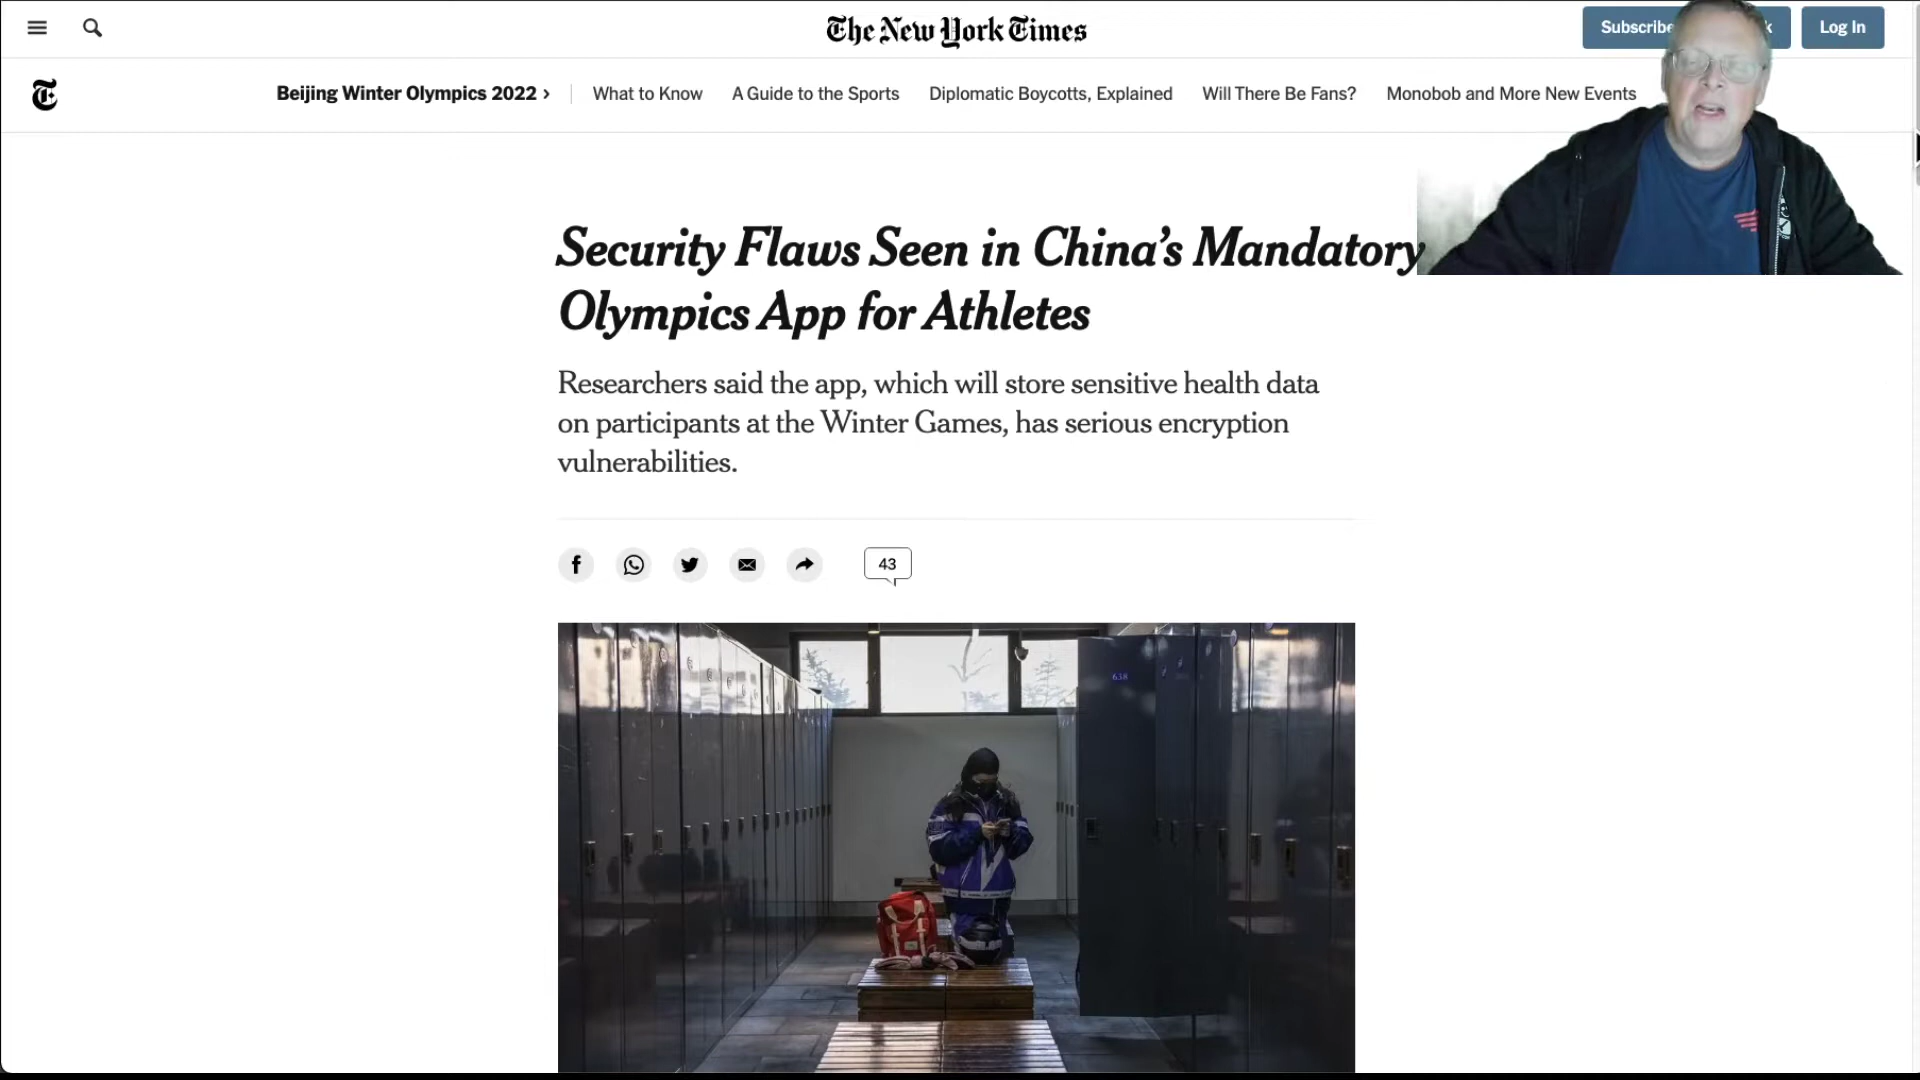 The New York Times
Subscribe
Log In
Beijing Winter Olympics 2022 ›
What to Know
A Guide to the Sports
Diplomatic Boycotts, Explained
Will There Be Fans?
Monobob and More New Events
Security Flaws Seen in China's Mandatory
Olympics App for Athletes
Researchers said the app, which will store sensitive health data
on participants at the Winter Games, has serious encryption
vulnerabilities.
43
638